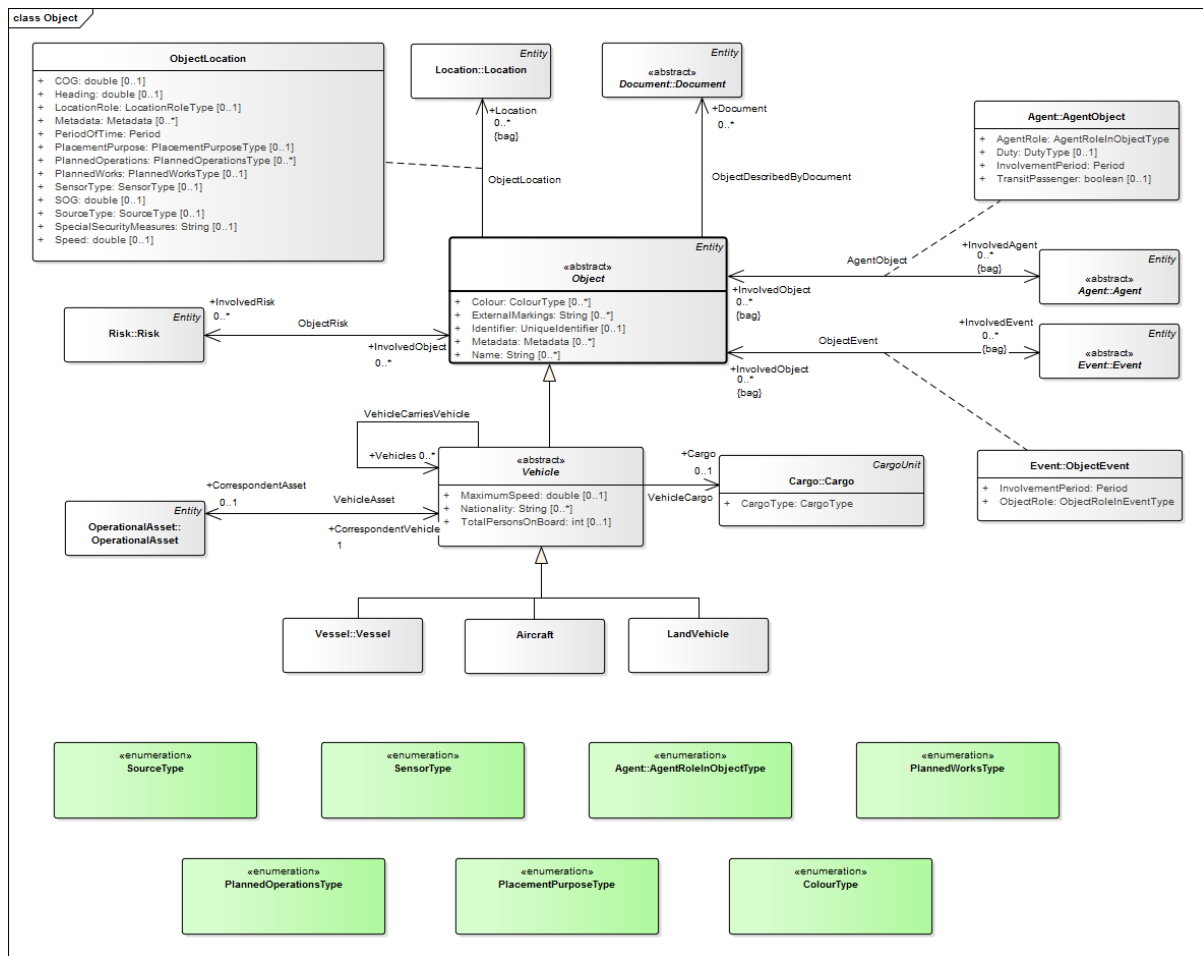 class Object
ObjectLocation
+ COG: double [0..1]
+ Heading: double [0..1]
+ LocationRole: LocationRoleType [0..1]
+ Metadata: Metadata [0..*]
+ PeriodOfTime: Period
+ PlacementPurpose: PlacementPurposeType [0..1]
+ PlannedOperations: PlannedOperationsType [0..*]
+ PlannedWorks: PlannedWorksType [0..1]
+ SensorType: SensorType [0..1]
+ SOG: double [0..1]
+ SourceType: SourceType [0..1]
+ SpecialSecurityMeasures: String [0..1]
+ Speed: double [0..1]
Entity
Location::Location
Entity
«abstract»
Document::Document
+Location
0..*
{bag}
ObjectLocation
+Document
0..*
ObjectDescribedByDocument
Agent::AgentObject
+ AgentRole: AgentRoleInObjectType
+ Duty: DutyType [0..1]
+ InvolvementPeriod: Period
+ TransitPassenger: boolean [0..1]
Entity
«abstract»
Object
+ Colour: ColourType [0..*]
+ ExternalMarkings: String [0..*]
+ Identifier: UniqueIdentifier [0..1]
+ Metadata: Metadata [0..*]
+ Name: String [0..*]
AgentObject
+InvolvedAgent
0..*
{bag}
+InvolvedObject
0..*
{bag}
Entity
«abstract»
Agent::Agent
Entity
Risk::Risk
+InvolvedRisk
0..*
ObjectRisk
+InvolvedObject
0..*
ObjectEvent
+InvolvedEvent
0..*
{bag}
+InvolvedObject
0..*
{bag}
Entity
«abstract»
Event::Event
VehicleCarriesVehicle
+Vehicles 0..*
«abstract»
Vehicle
+ MaximumSpeed: double [0..1]
+ Nationality: String [0..*]
+ TotalPersonsOnBoard: int [0..1]
+Cargo
0..1
VehicleCargo
CargoUnit
Cargo::Cargo
+ CargoType: CargoType
Event::ObjectEvent
+ InvolvementPeriod: Period
+ ObjectRole: ObjectRoleInEventType
Entity
OperationalAsset::
OperationalAsset
+CorrespondentAsset
0..1
VehicleAsset
+CorrespondentVehicle
1
Vessel::Vessel
Aircraft
LandVehicle
«enumeration»
SourceType
«enumeration»
SensorType
«enumeration»
Agent::AgentRoleInObjectType
«enumeration»
PlannedWorksType
«enumeration»
PlannedOperationsType
«enumeration»
PlacementPurposeType
«enumeration»
ColourType